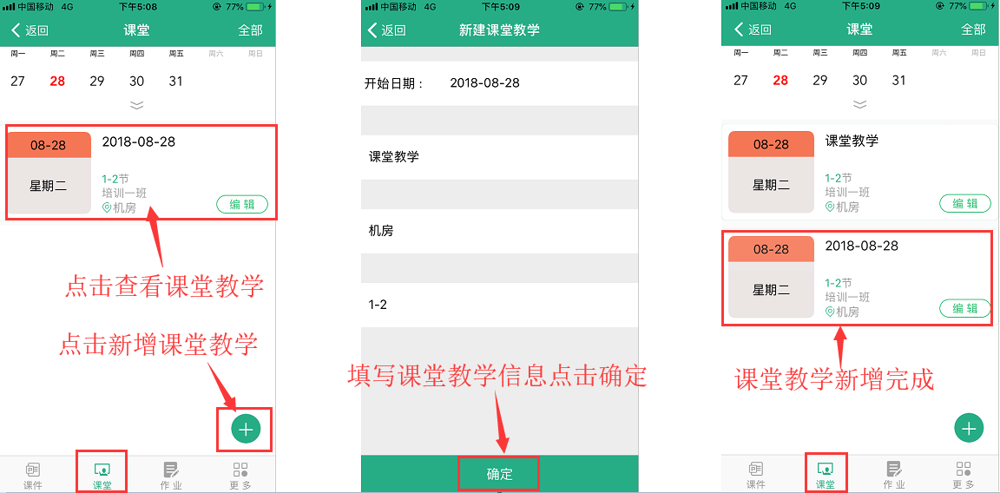 中国移动 4G 下午5:08 77%
返回 课堂 全部
周一 周二 周三 周四 周五 周六 周日
27 28 29 30 31
08-28
星期二
2018-08-28
1-2节
培训一班
机房
编 辑
点击查看课堂教学
点击新增课堂教学
课件 课堂 作 业 更 多
中国移动 4G 下午5:09 77%
返回 新建课堂教学
开始日期： 2018-08-28
课堂教学
机房
1-2
填写课堂教学信息点击确定
确定
中国移动 4G 下午5:09 77%
返回 课堂 全部
周一 周二 周三 周四 周五 周六 周日
27 28 29 30 31
08-28
星期二
课堂教学
1-2节
培训一班
机房
编 辑
08-28
星期二
2018-08-28
1-2节
培训一班
机房
编 辑
课堂教学新增完成
课件 课堂 作 业 更 多